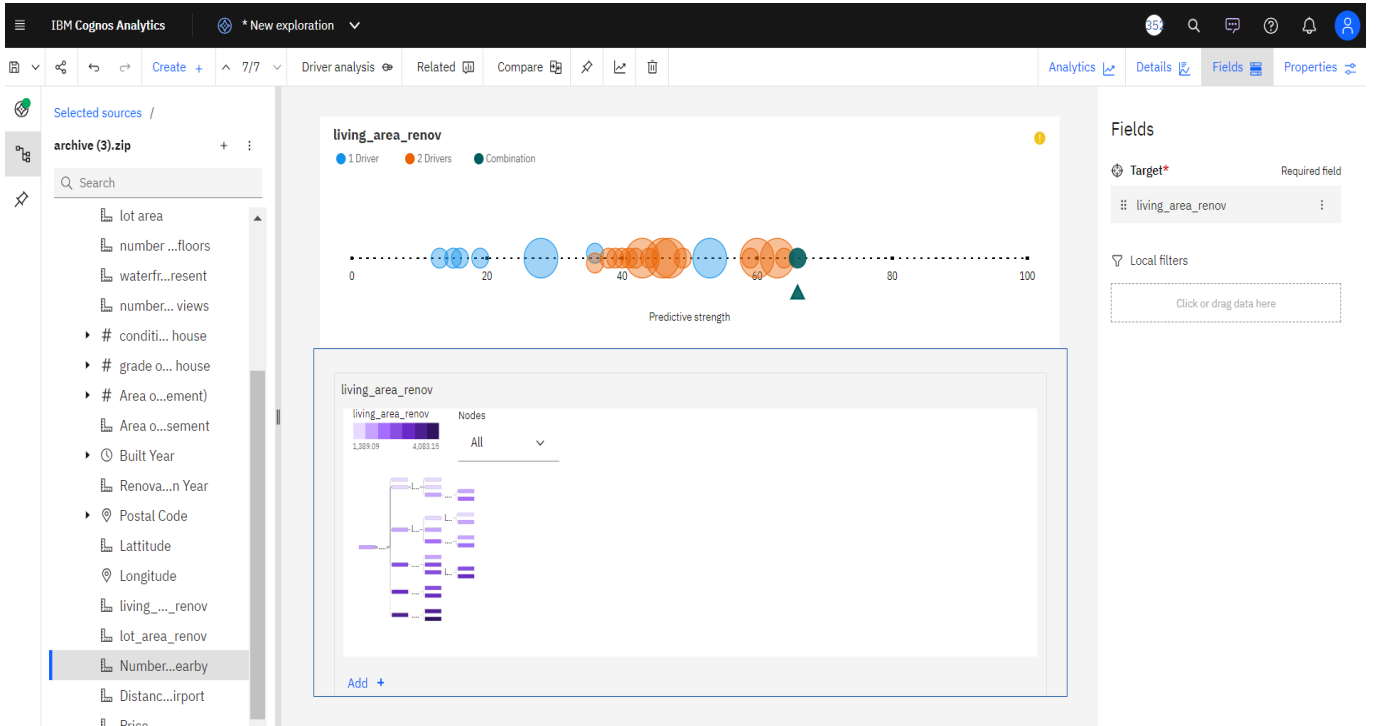 IBM Cognos Analytics
* New exploration
352
Create +
7/7
Driver analysis
Related
Compare
Analytics
Details
Fields
Properties
Selected sources /
archive (3).zip
Search
lot area
number ...floors
waterfr...resent
number... views
# conditi... house
# grade o... house
# Area o...ement)
Area o...sement
Built Year
Renova...n Year
Postal Code
Lattitude
Longitude
living_..._renov
lot_area_renov
Number...earby
Distanc...irport
Price
living_area_renov
1 Driver
2 Drivers
Combination
0
20
40
60
80
100
Predictive strength
living_area_renov
living_area_renov
Nodes
1,389.09
4,083.15
All
Add +
Fields
Target*
Required field
living_area_renov
Local filters
Click or drag data here